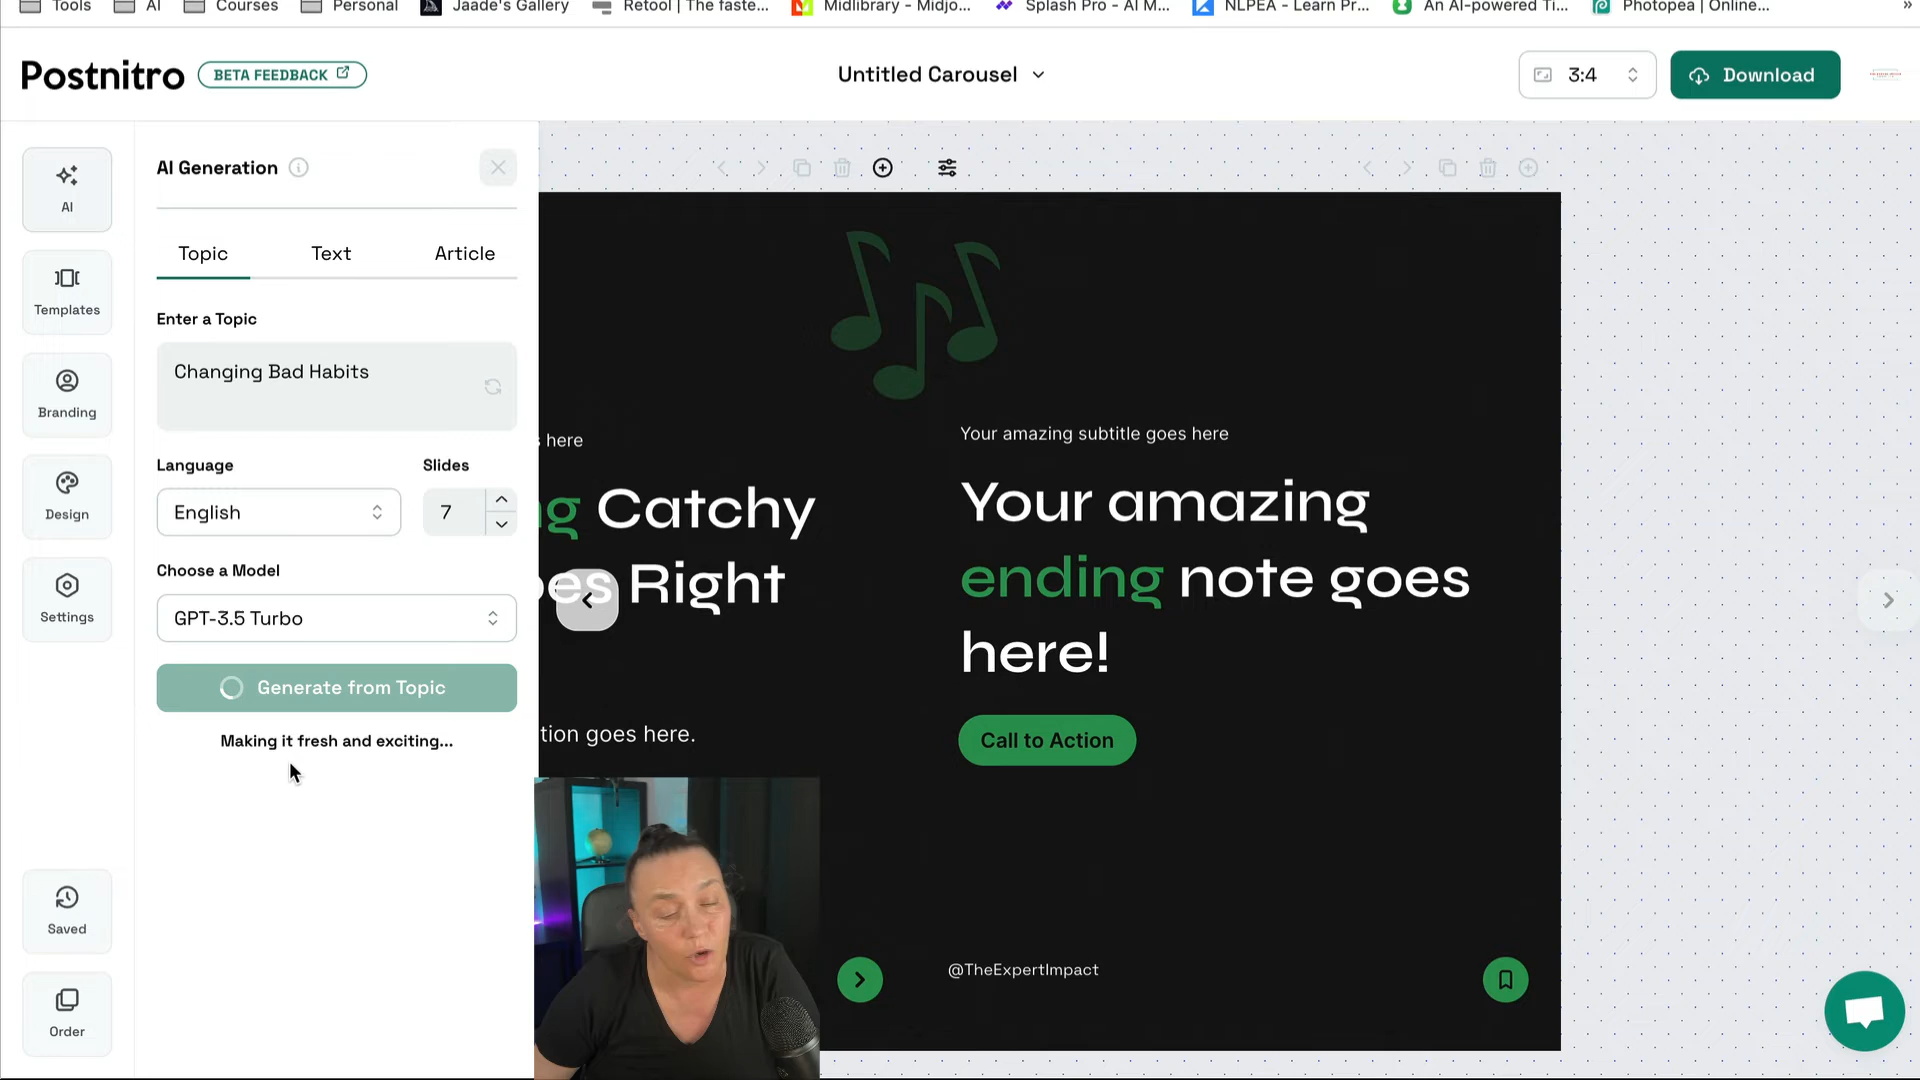 Tools
AI
Courses
Personal
Jaade's Gallery
Retool | The faste...
Midlibrary - Midjo...
Splash Pro - AI M...
NLPEA - Learn Pr...
An AI-powered Ti...
Photopea | Online...
»
Postnitro
BETA FEEDBACK
Untitled Carousel
3:4
Download
AI
Templates
Branding
Design
Settings
Saved
Order
AI Generation
Topic
Text
Article
Enter a Topic
Changing Bad Habits
Language
Slides
English
7
Choose a Model
GPT-3.5 Turbo
Generate from Topic
Making it fresh and exciting...
s here
ng Catchy
oes Right
tion goes here.
Your amazing subtitle goes here
Your amazing
ending note goes
here!
Call to Action
@TheExpertImpact